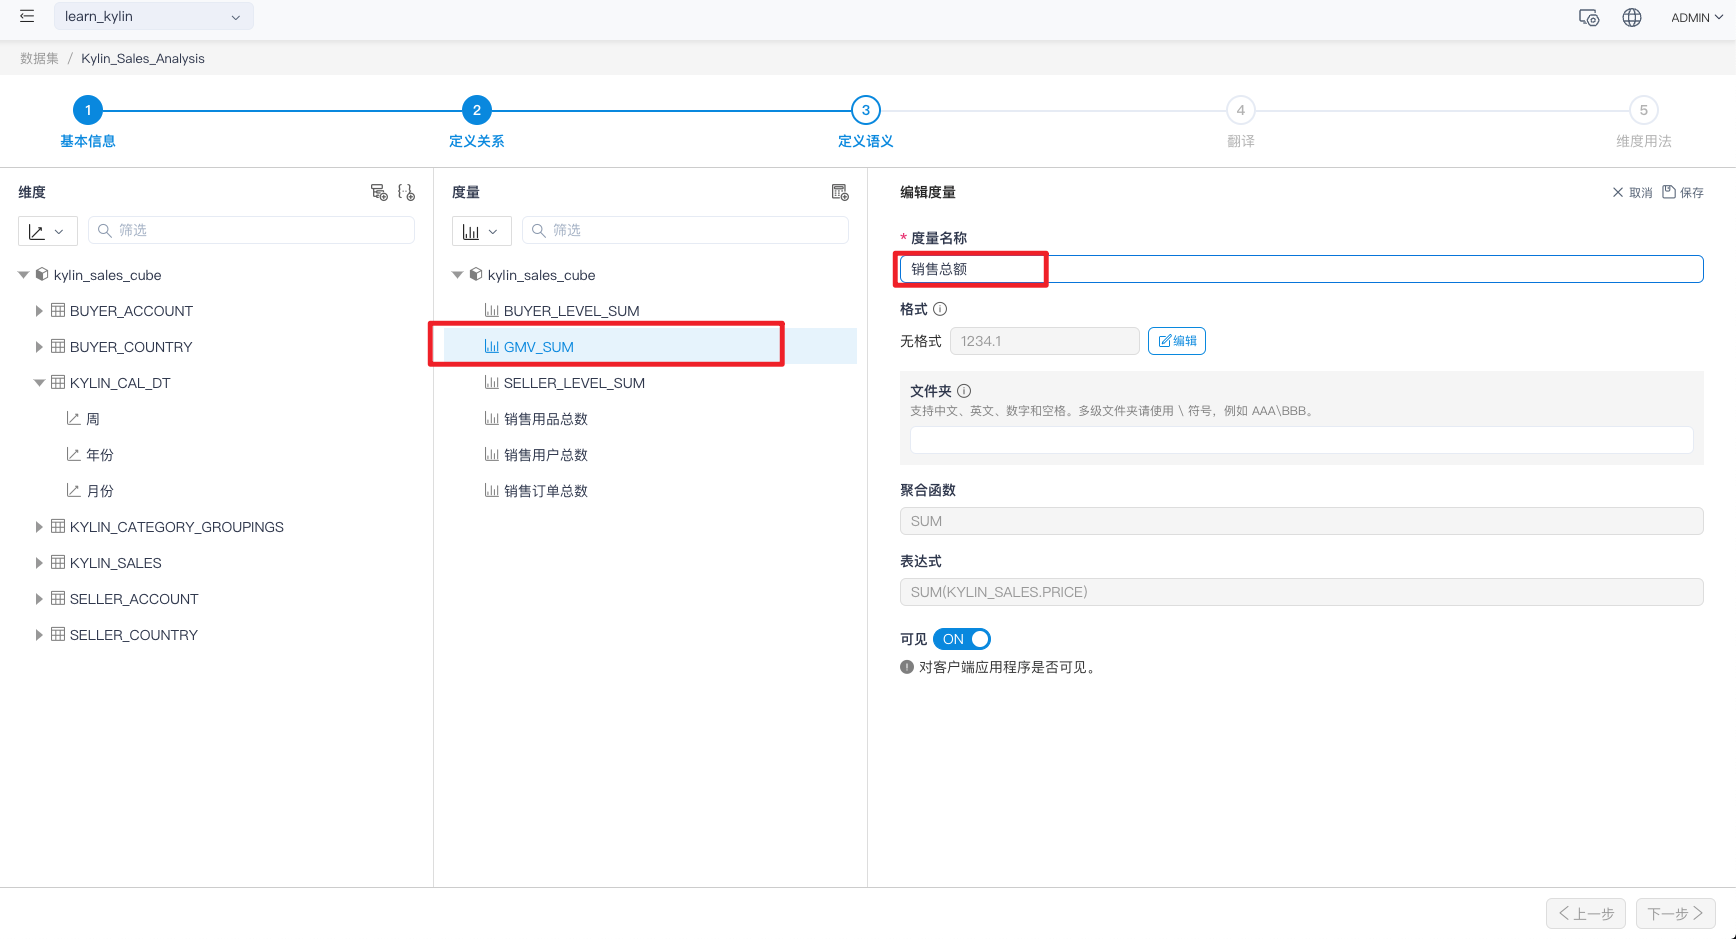 learn_kylin
ADMIN
数据集 / Kylin_Sales_Analysis
1
2
3
4
5
基本信息
定义关系
定义语义
翻译
维度用法
维度
筛选
kylin_sales_cube
BUYER_ACCOUNT
BUYER_COUNTRY
KYLIN_CAL_DT
周
年份
月份
KYLIN_CATEGORY_GROUPINGS
KYLIN_SALES
SELLER_ACCOUNT
SELLER_COUNTRY
度量
筛选
kylin_sales_cube
BUYER_LEVEL_SUM
GMV_SUM
SELLER_LEVEL_SUM
销售用品总数
销售用户总数
销售订单总数
编辑度量
取消 保存
* 度量名称
销售总额
格式
无格式 1234.1 编辑
文件夹
支持中文、英文、数字和空格。多级文件夹请使用 \ 符号，例如 AAA\BBB。
聚合函数
SUM
表达式
SUM(KYLIN_SALES.PRICE)
可见 ON
对客户端应用程序是否可见。
上一步
下一步